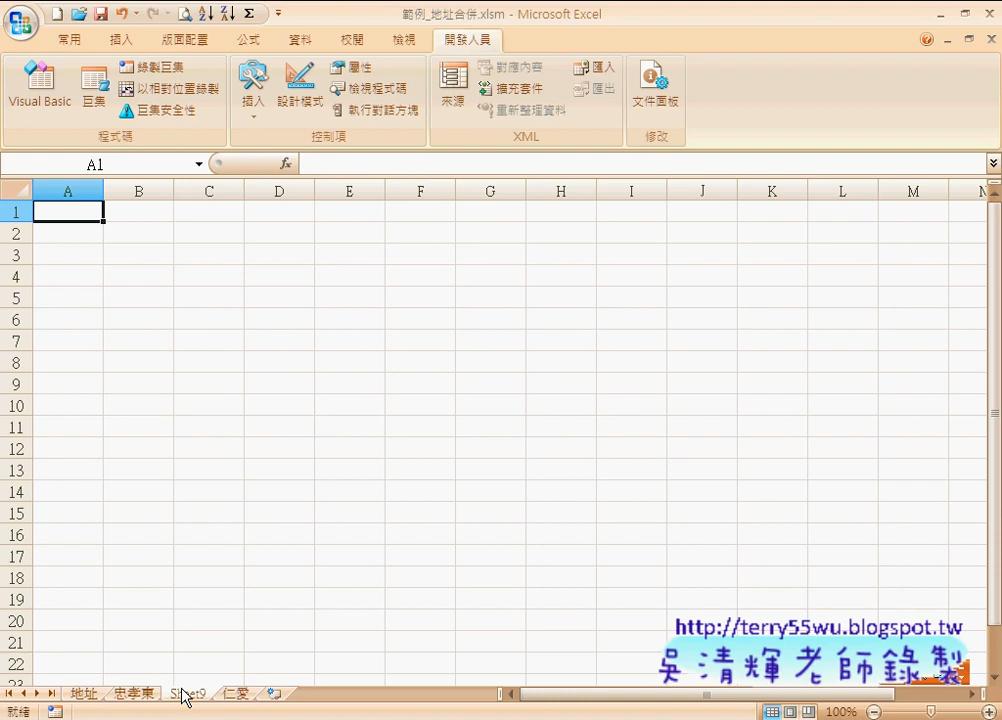 範例_地址合併.xlsm - Microsoft Excel
常用 插入 版面配置 公式 資料 校閱 檢視 開發人員
Visual Basic 巨集 錄製巨集 以相對位置錄製 巨集安全性 程式碼
插入 設計模式 屬性 檢視程式碼 執行對話方塊 控制項
來源 對應內容 擴充套件 重新整理資料 匯入 匯出 XML
文件面板 修改
A1 fx
A B C D E F G H I J K L M N
1
2
3
4
5
6
7
8
9
10
11
12
13
14
15
16
17
18
19
20
21
22
23
http://terry55wu.blogspot.tw
吳清輝老師錄製
地址 忠孝東 Sheet9 仁愛
就緒 100%